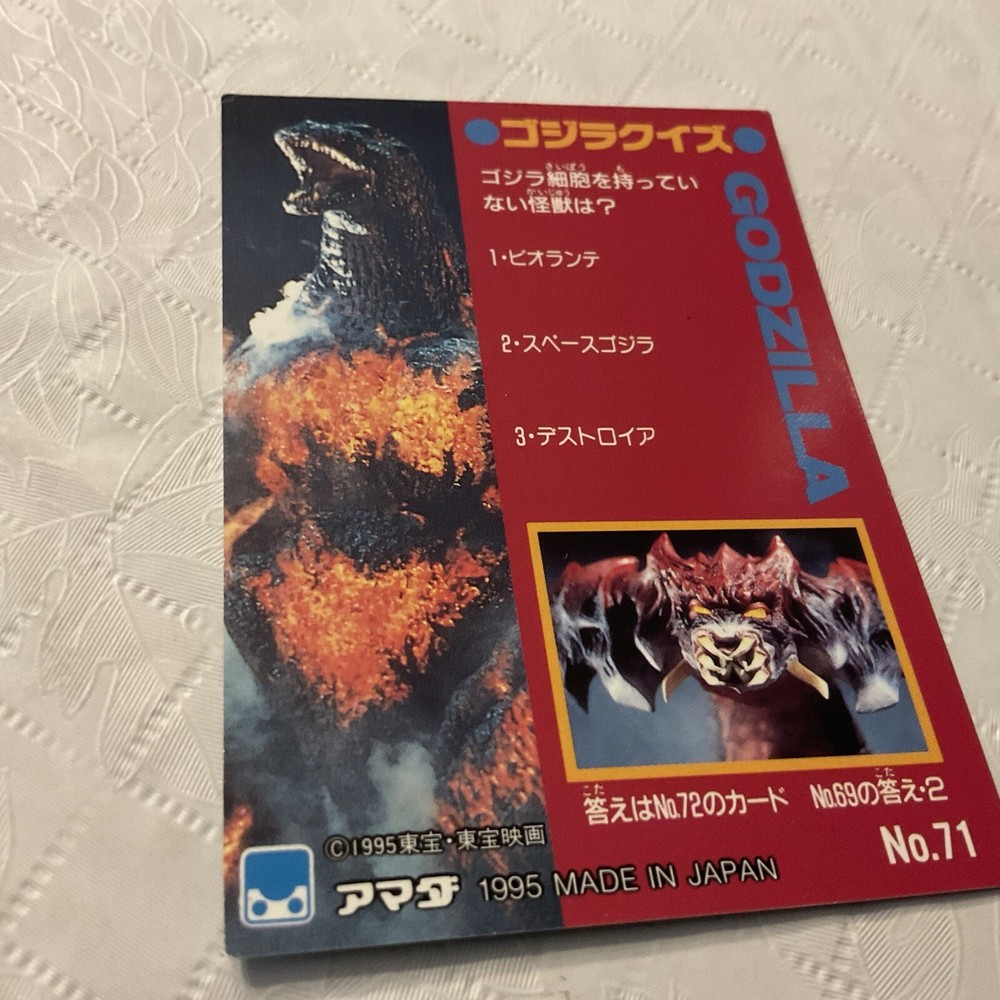 ●ゴジラクイズ●
ゴジラ細胞を持ってい
ない怪獣は？
1・ビオランテ
2・スペースゴジラ
3・デストロイア
GODZILLA
答えはNo.72のカード No.69の答え・2
No.71
©1995東宝・東宝映画
アマダ 1995 MADE IN JAPAN